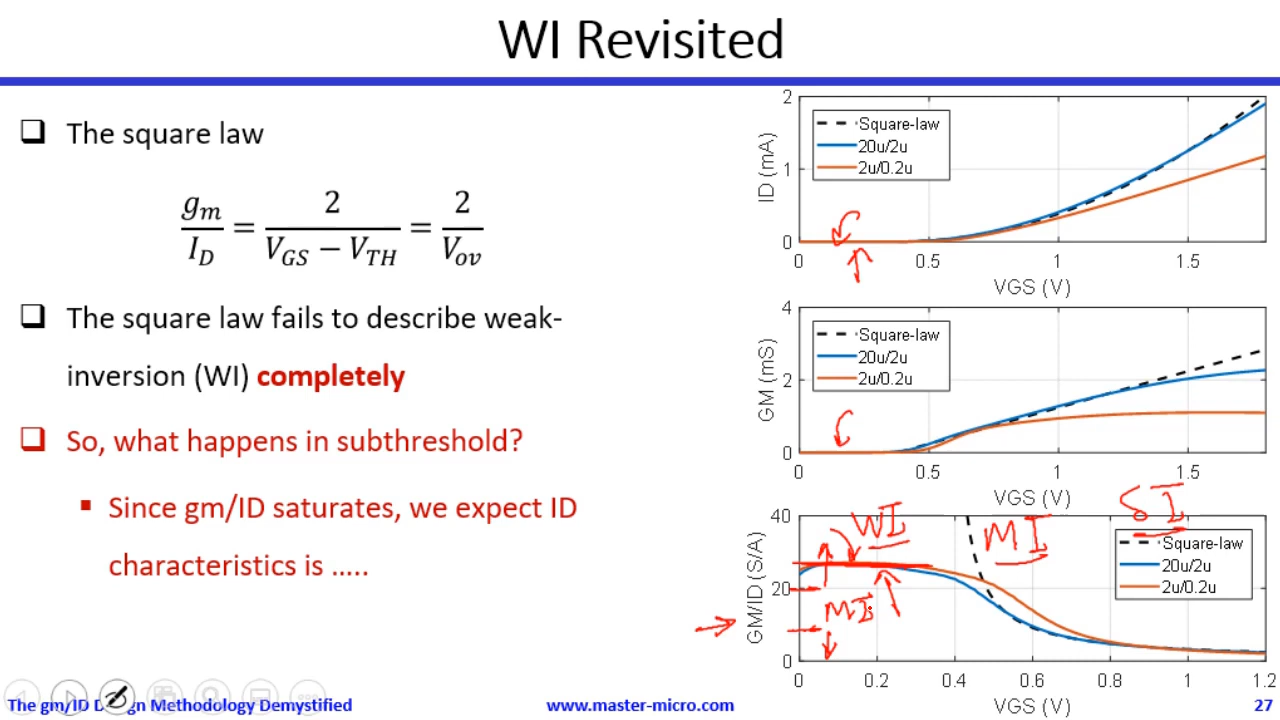 WI Revisited
❑ The square law
g_m / I_D = 2 / (V_GS − V_TH) = 2 / V_ov
❑ The square law fails to describe weak-
inversion (WI) completely
❑ So, what happens in subthreshold?
▪ Since gm/ID saturates, we expect ID
characteristics is .....
ID (mA)
2
1
0
Square-law
20u/2u
2u/0.2u
0 0.5 1 1.5
VGS (V)
GM (mS)
4
2
0
Square-law
20u/2u
2u/0.2u
0 0.5 1 1.5
VGS (V)
GM/ID (S/A)
40
20
0
WI
MI
SI
MI
Square-law
20u/2u
2u/0.2u
0 0.2 0.4 0.6 0.8 1 1.2
VGS (V)
The gm/ID Design Methodology Demystified
www.master-micro.com
27